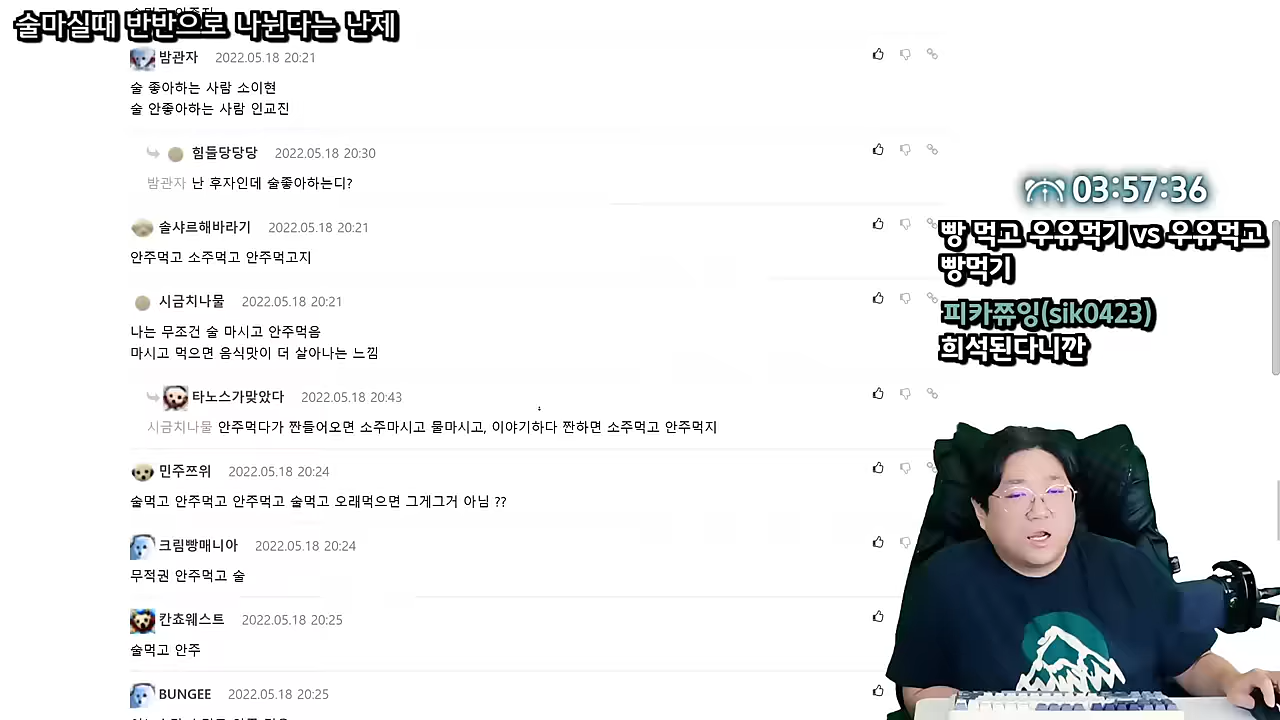 술마실때 반반으로 나뉜다는 난제
밤관자 2022.05.18 20:21
술 좋아하는 사람 소이현
술 안좋아하는 사람 인교진
힘들당당당 2022.05.18 20:30
밤관자 난 후자인데 술좋아하는디?
솔샤르해바라기 2022.05.18 20:21
안주먹고 소주먹고 안주먹고지
시금치나물 2022.05.18 20:21
나는 무조건 술 마시고 안주먹음
마시고 먹으면 음식맛이 더 살아나는 느낌
타노스가맞았다 2022.05.18 20:43
시금치나물 안주먹다가 짠들어오면 소주마시고 물마시고, 이야기하다 짠하면 소주먹고 안주먹지
민주쯔위 2022.05.18 20:24
술먹고 안주먹고 안주먹고 술먹고 오래먹으면 그게그거 아님 ??
크림빵매니아 2022.05.18 20:24
무적권 안주먹고 술
칸쵸웨스트 2022.05.18 20:25
술먹고 안주
BUNGEE 2022.05.18 20:25
03:57:36
빵 먹고 우유먹기 vs 우유먹고
빵먹기
피카쮸잉(sik0423)
희석된다니깐